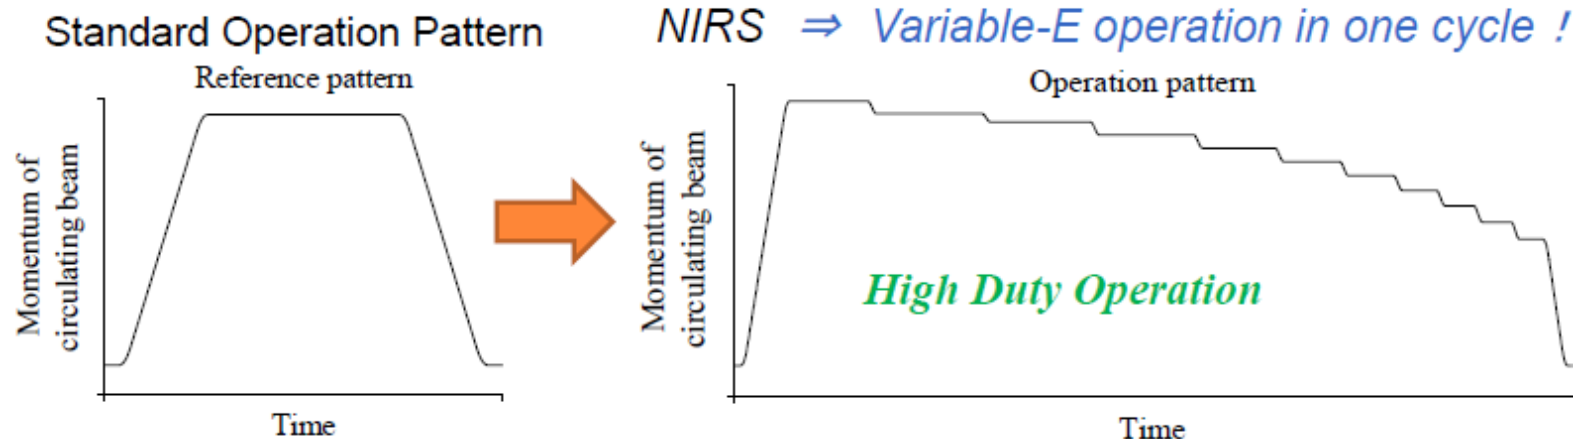 Standard Operation Pattern
NIRS ⇒ Variable-E operation in one cycle !
Reference pattern
Momentum of
circulating beam
Time
Operation pattern
Momentum of
circulating beam
High Duty Operation
Time